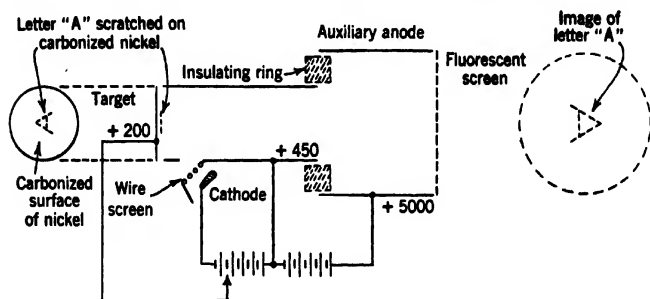 Letter "A" scratched on
carbonized nickel
Auxiliary anode
Image of
letter "A"
Insulating ring
Fluorescent
screen
Target
+ 200
+ 450
Carbonized
surface
of nickel
Wire
screen
Cathode
+ 5000